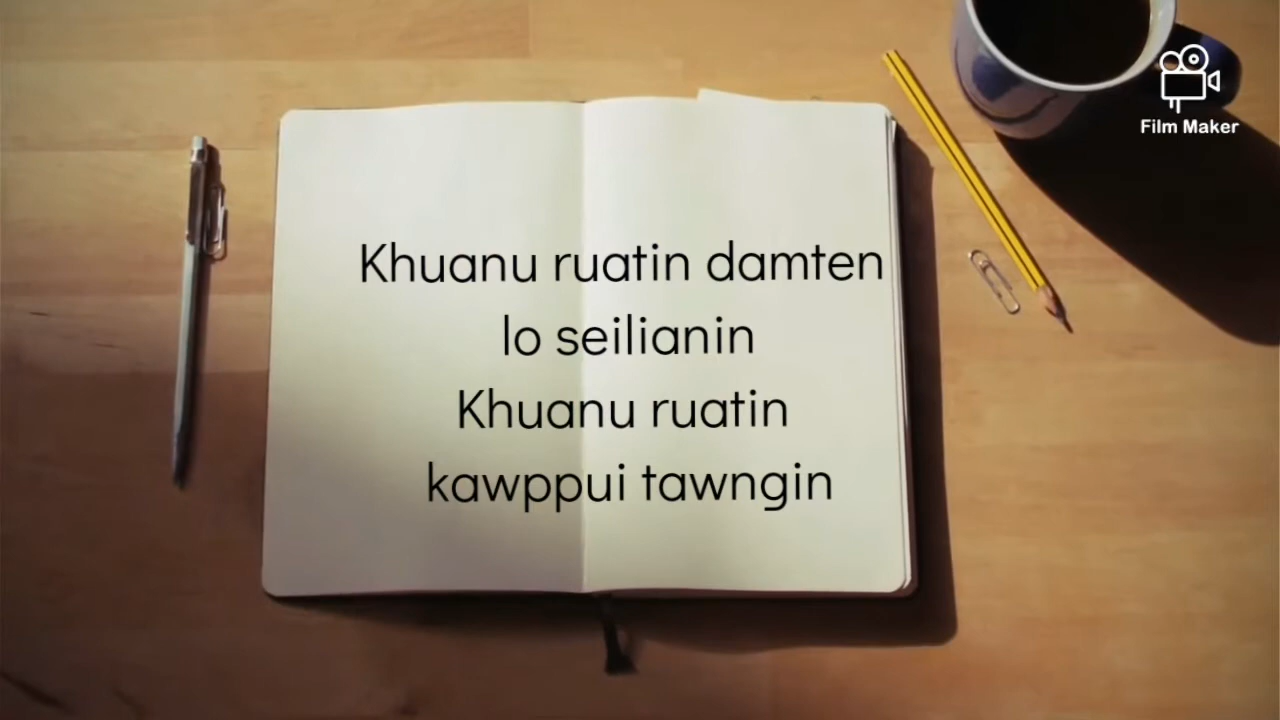 Khuanu ruatin damten
lo seilianin
Khuanu ruatin
kawppui tawngin
Film Maker